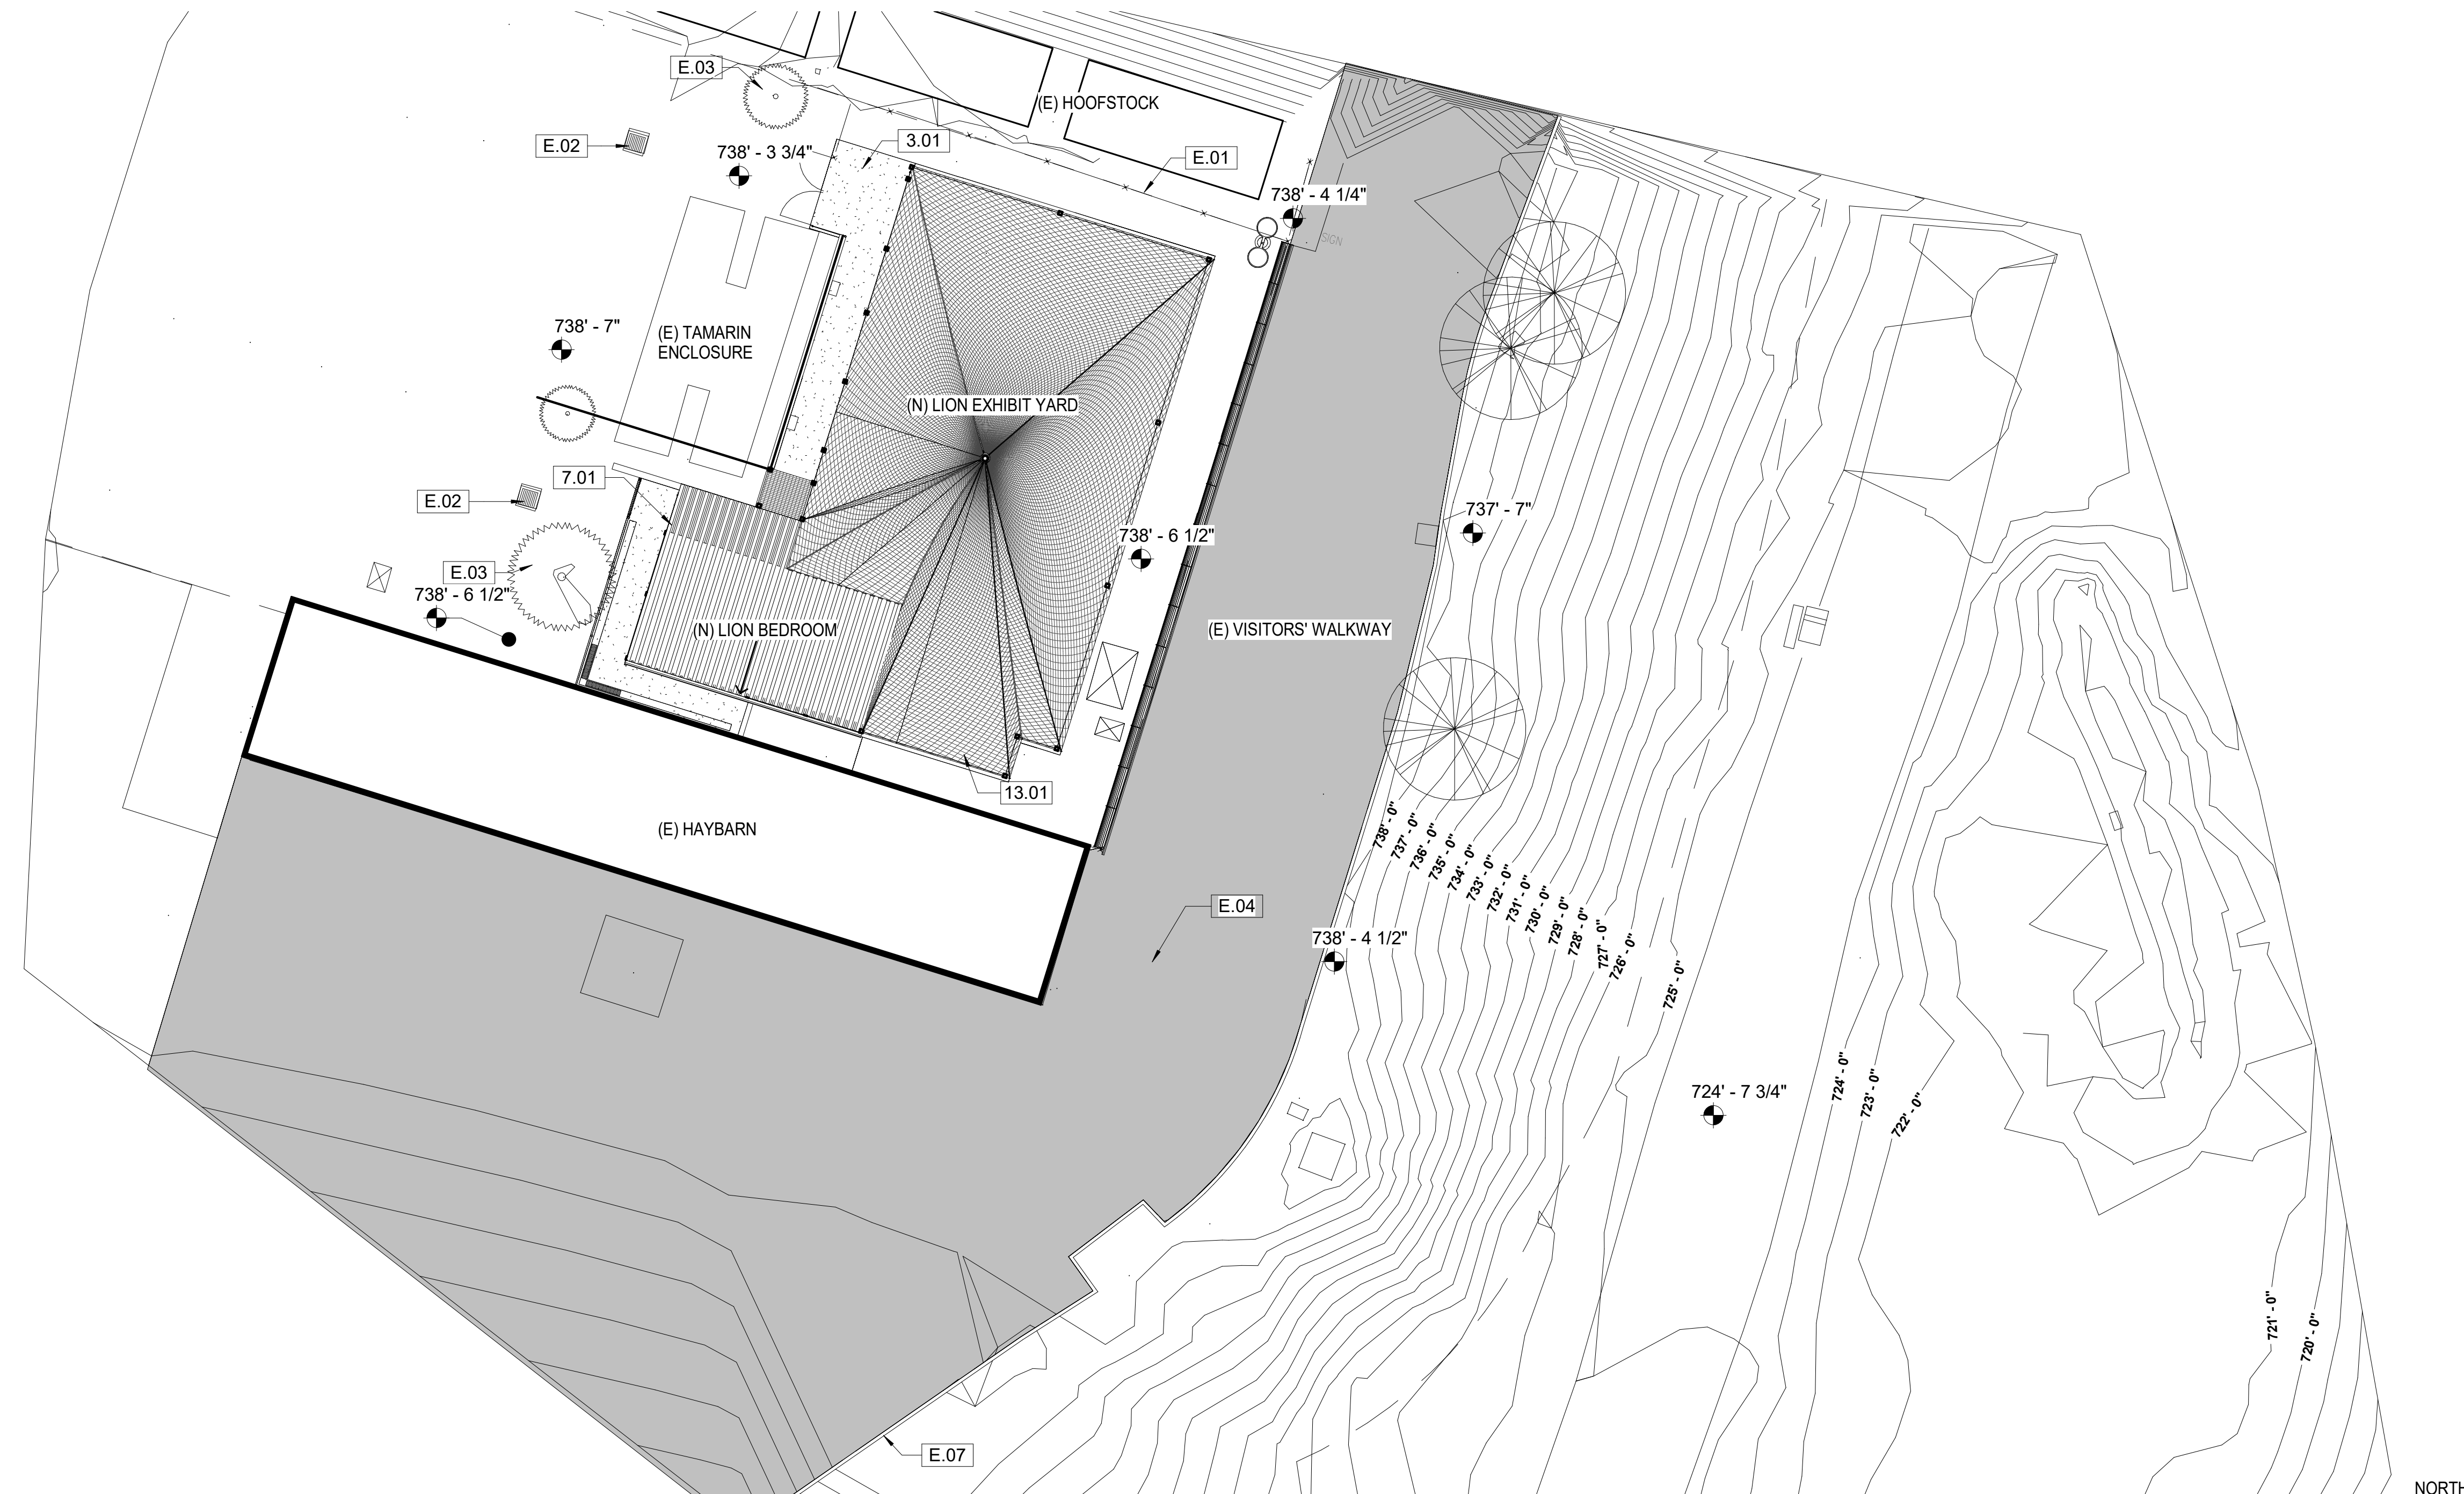 E.03
(E) HOOFSTOCK
3.01
E.02
738' - 3 3/4"
E.01
738' - 4 1/4"
SIGN
738' - 7"
(E) TAMARIN
ENCLOSURE
(N) LION EXHIBIT YARD
7.01
E.02
737' - 7"
738' - 6 1/2"
E.03
738' - 6 1/2"
(N) LION BEDROOM
(E) VISITORS' WALKWAY
13.01
(E) HAYBARN
738' - 0"
737' - 0"
736' - 0"
735' - 0"
734' - 0"
733' - 0"
732' - 0"
731' - 0"
730' - 0"
729' - 0"
728' - 0"
727' - 0"
726' - 0"
725' - 0"
E.04
738' - 4 1/2"
724' - 7 3/4"
724' - 0"
723' - 0"
722' - 0"
721' - 0"
720' - 0"
E.07
NORTH